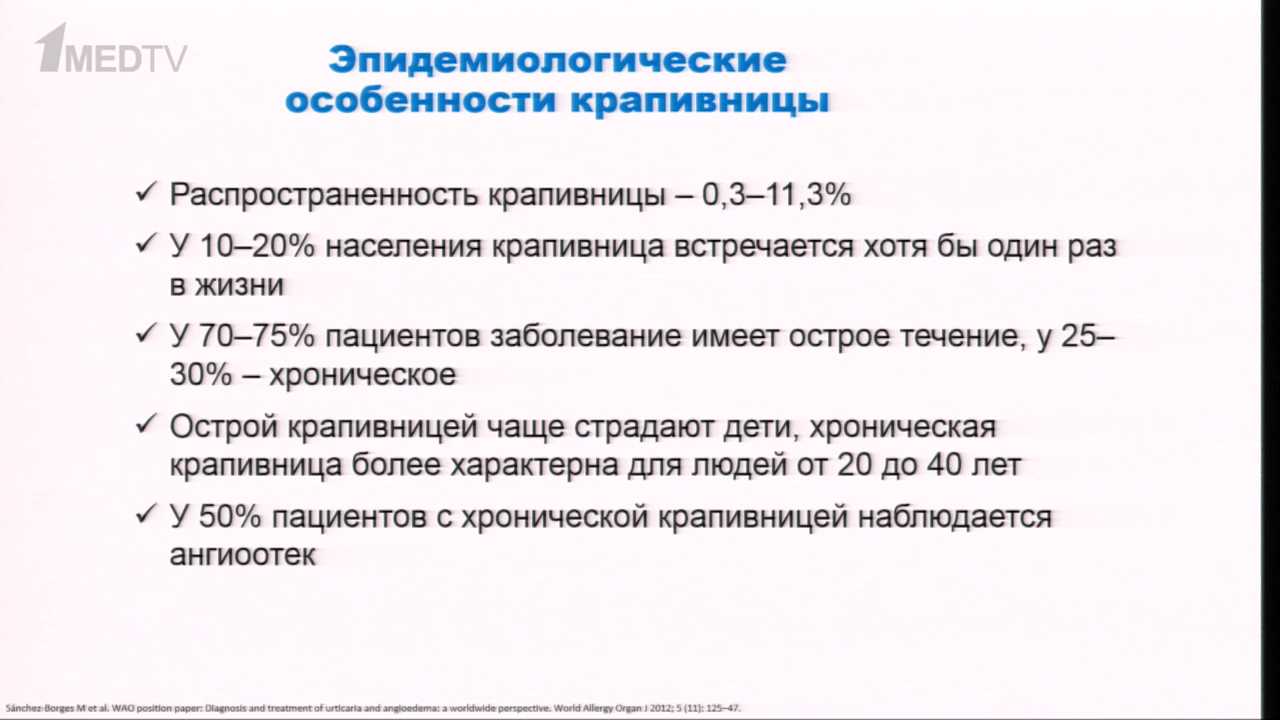 1MEDTV
Эпидемиологические
особенности крапивницы
✓ Распространенность крапивницы – 0,3–11,3%
✓ У 10–20% населения крапивница встречается хотя бы один раз
в жизни
✓ У 70–75% пациентов заболевание имеет острое течение, у 25–
30% – хроническое
✓ Острой крапивницей чаще страдают дети, хроническая
крапивница более характерна для людей от 20 до 40 лет
✓ У 50% пациентов с хронической крапивницей наблюдается
ангиоотек
Sánchez-Borges M et al. WAO position paper: Diagnosis and treatment of urticaria and angioedema: a worldwide perspective. World Allergy Organ J 2012; 5 (11): 125–47.